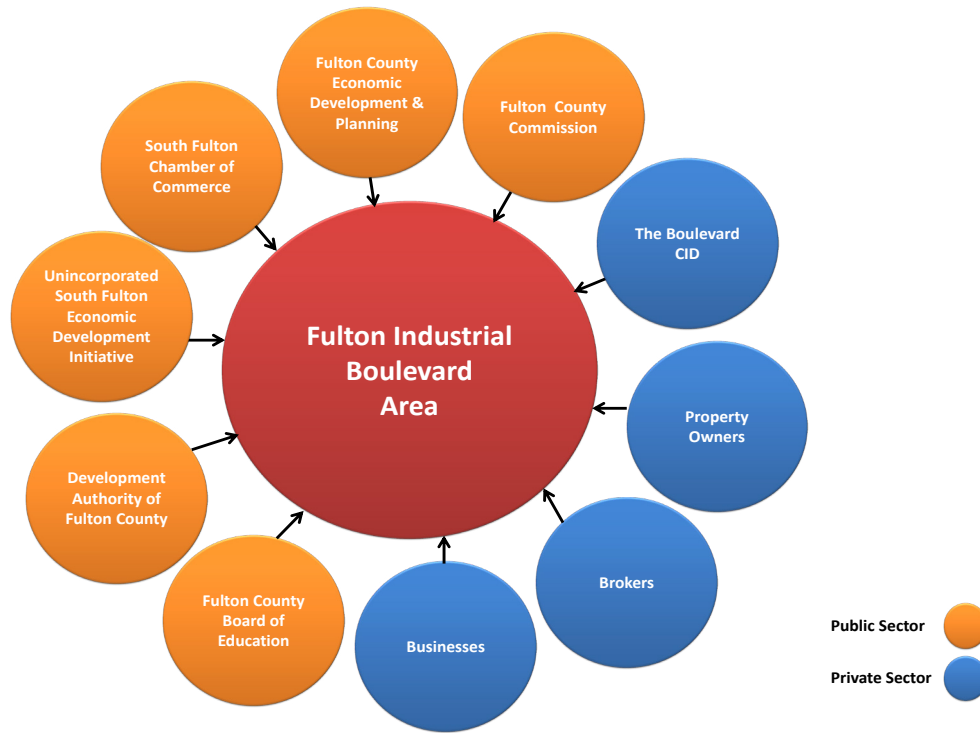 Fulton County
Economic
Development &
Planning
Fulton County
Commission
South Fulton
Chamber of
Commerce
The Boulevard
CID
Unincorporated
South Fulton
Economic
Development
Initiative
Fulton Industrial
Boulevard
Area
Property
Owners
Development
Authority of
Fulton County
Brokers
Fulton County
Board of
Education
Businesses
Public Sector
Private Sector